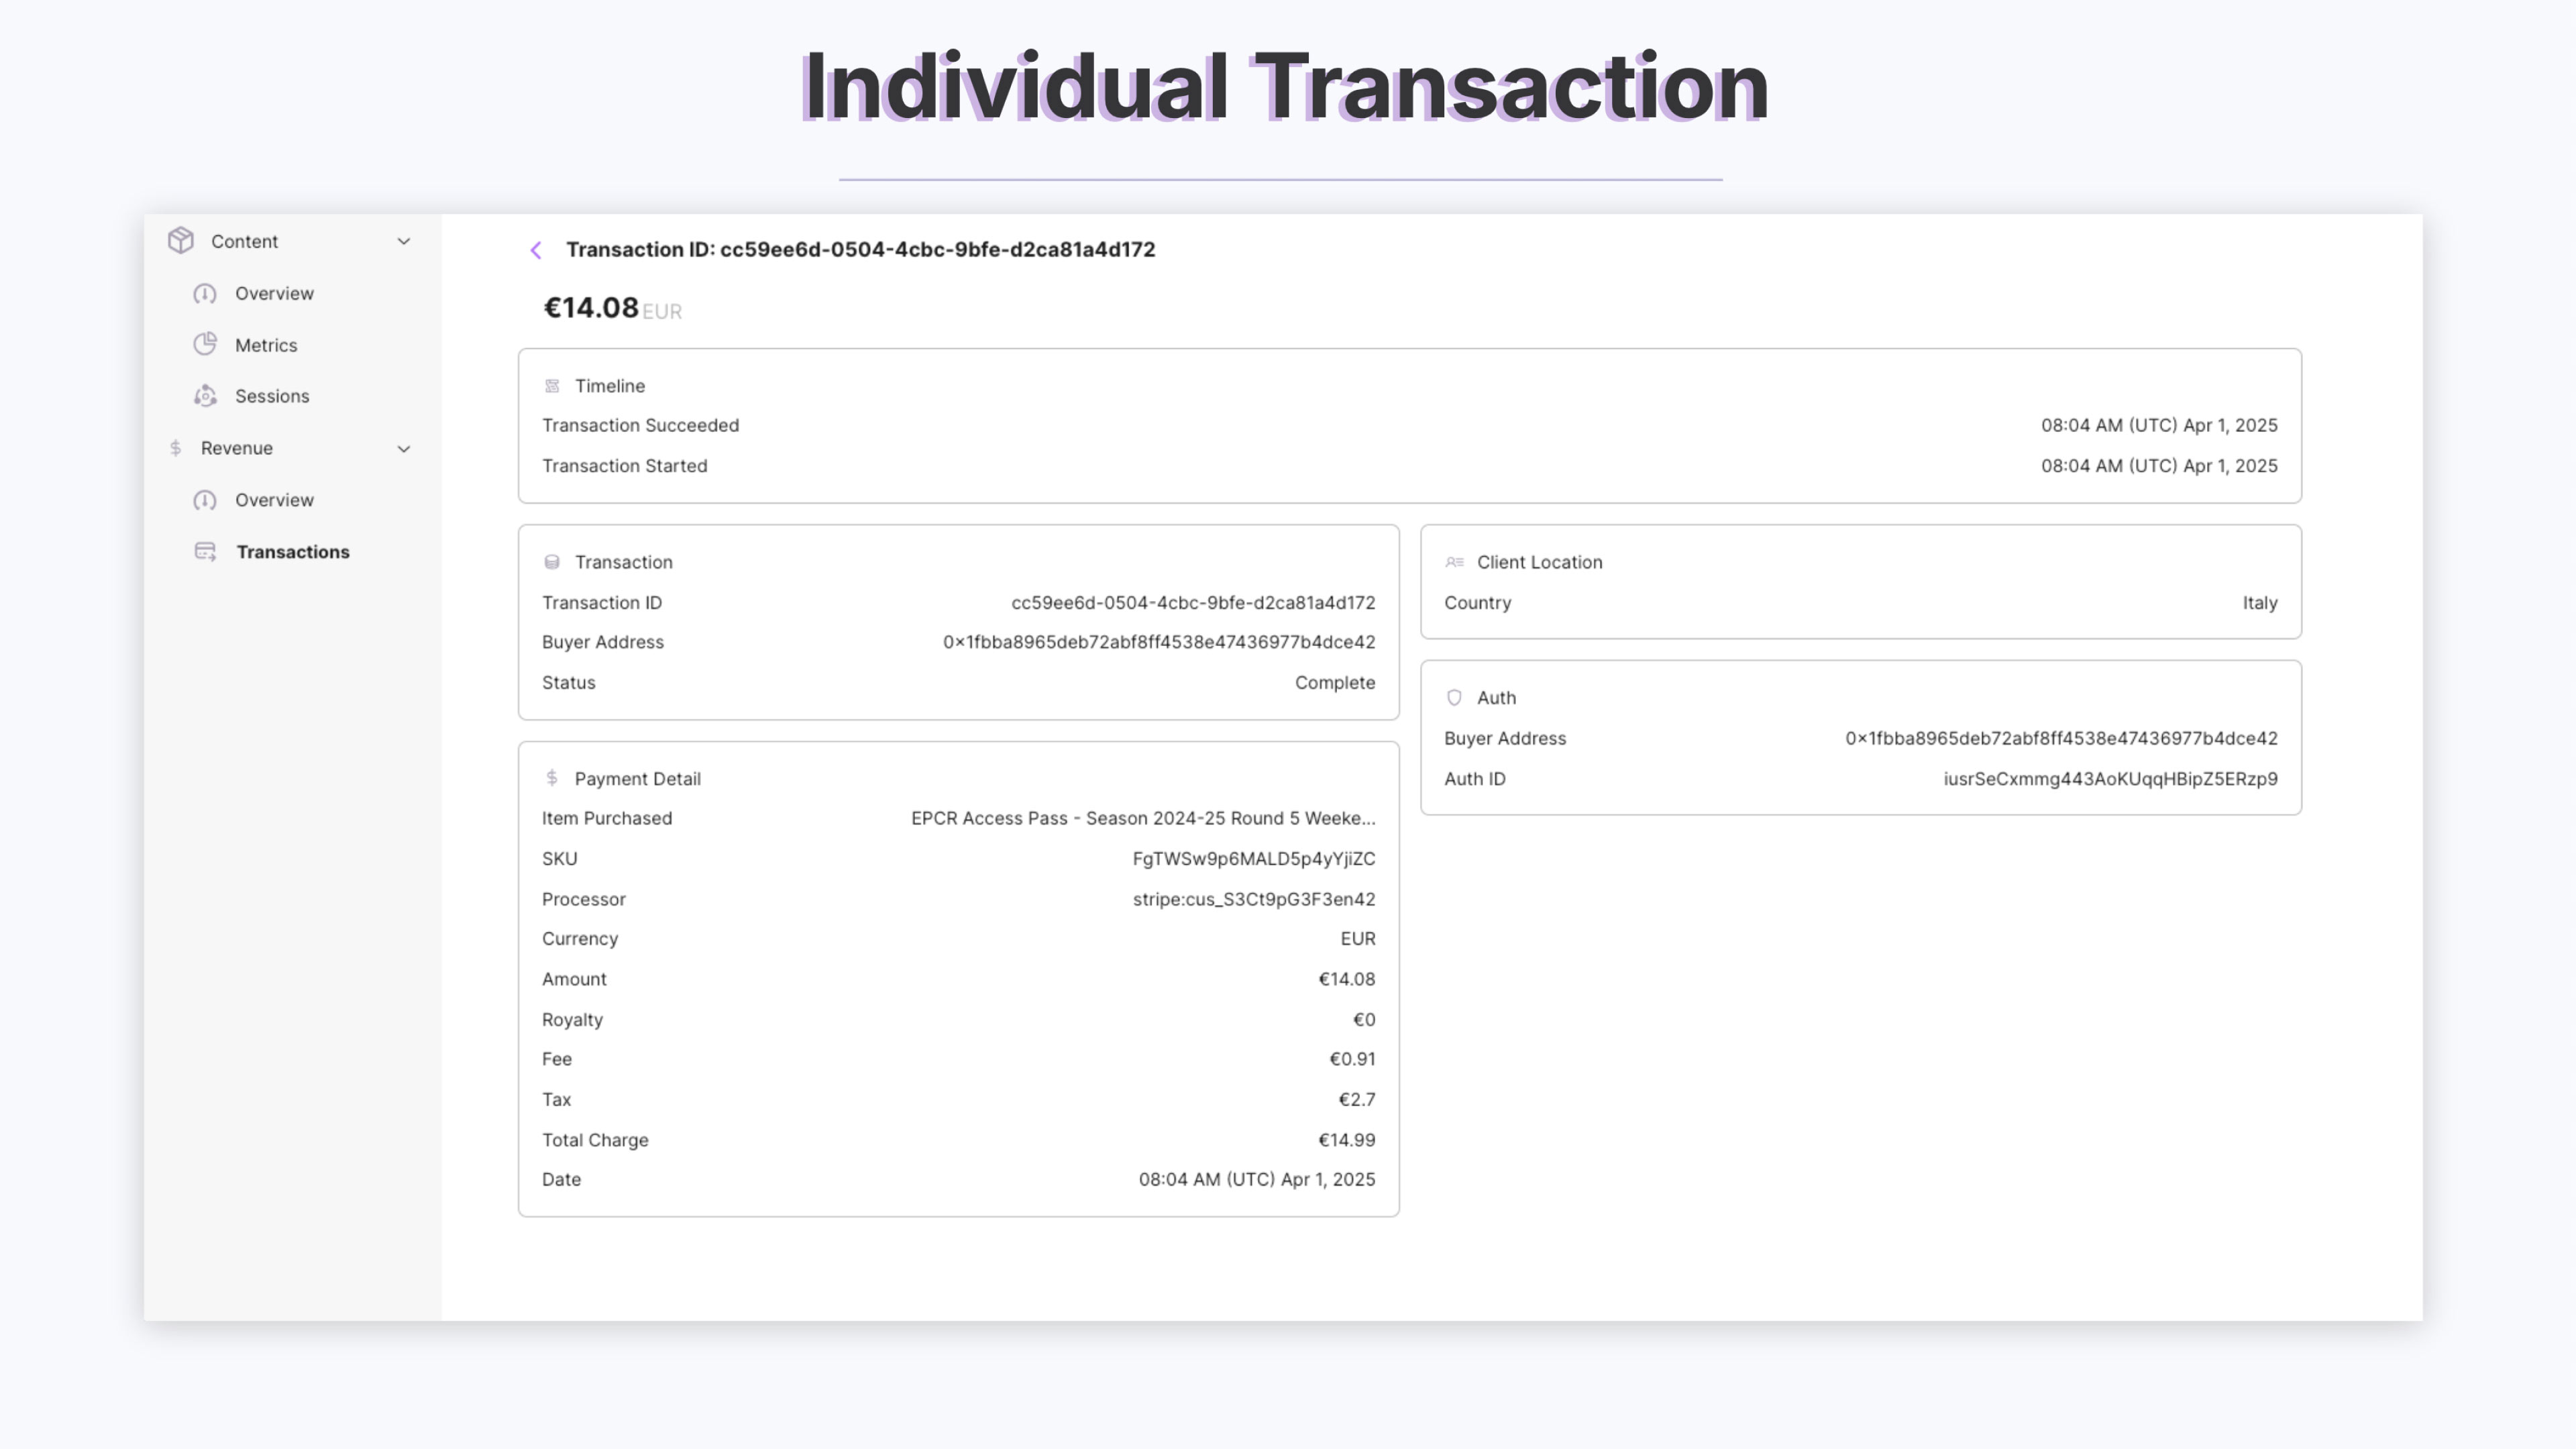 Individual Transaction
Content
Overview
Metrics
Sessions
Revenue
Overview
Transactions
Transaction ID: cc59ee6d-0504-4cbc-9bfe-d2ca81a4d172
€14.08 EUR
Timeline
Transaction Succeeded 08:04 AM (UTC) Apr 1, 2025
Transaction Started 08:04 AM (UTC) Apr 1, 2025
Transaction
Transaction ID cc59ee6d-0504-4cbc-9bfe-d2ca81a4d172
Buyer Address 0×1fbba8965deb72abf8ff4538e47436977b4dce42
Status Complete
Payment Detail
Item Purchased EPCR Access Pass - Season 2024-25 Round 5 Weeke...
SKU FgTWSw9p6MALD5p4yYjiZC
Processor stripe:cus_S3Ct9pG3F3en42
Currency EUR
Amount €14.08
Royalty €0
Fee €0.91
Tax €2.7
Total Charge €14.99
Date 08:04 AM (UTC) Apr 1, 2025
Client Location
Country Italy
Auth
Buyer Address 0×1fbba8965deb72abf8ff4538e47436977b4dce42
Auth ID iusrSeCxmmg443AoKUqqHBipZ5ERzp9